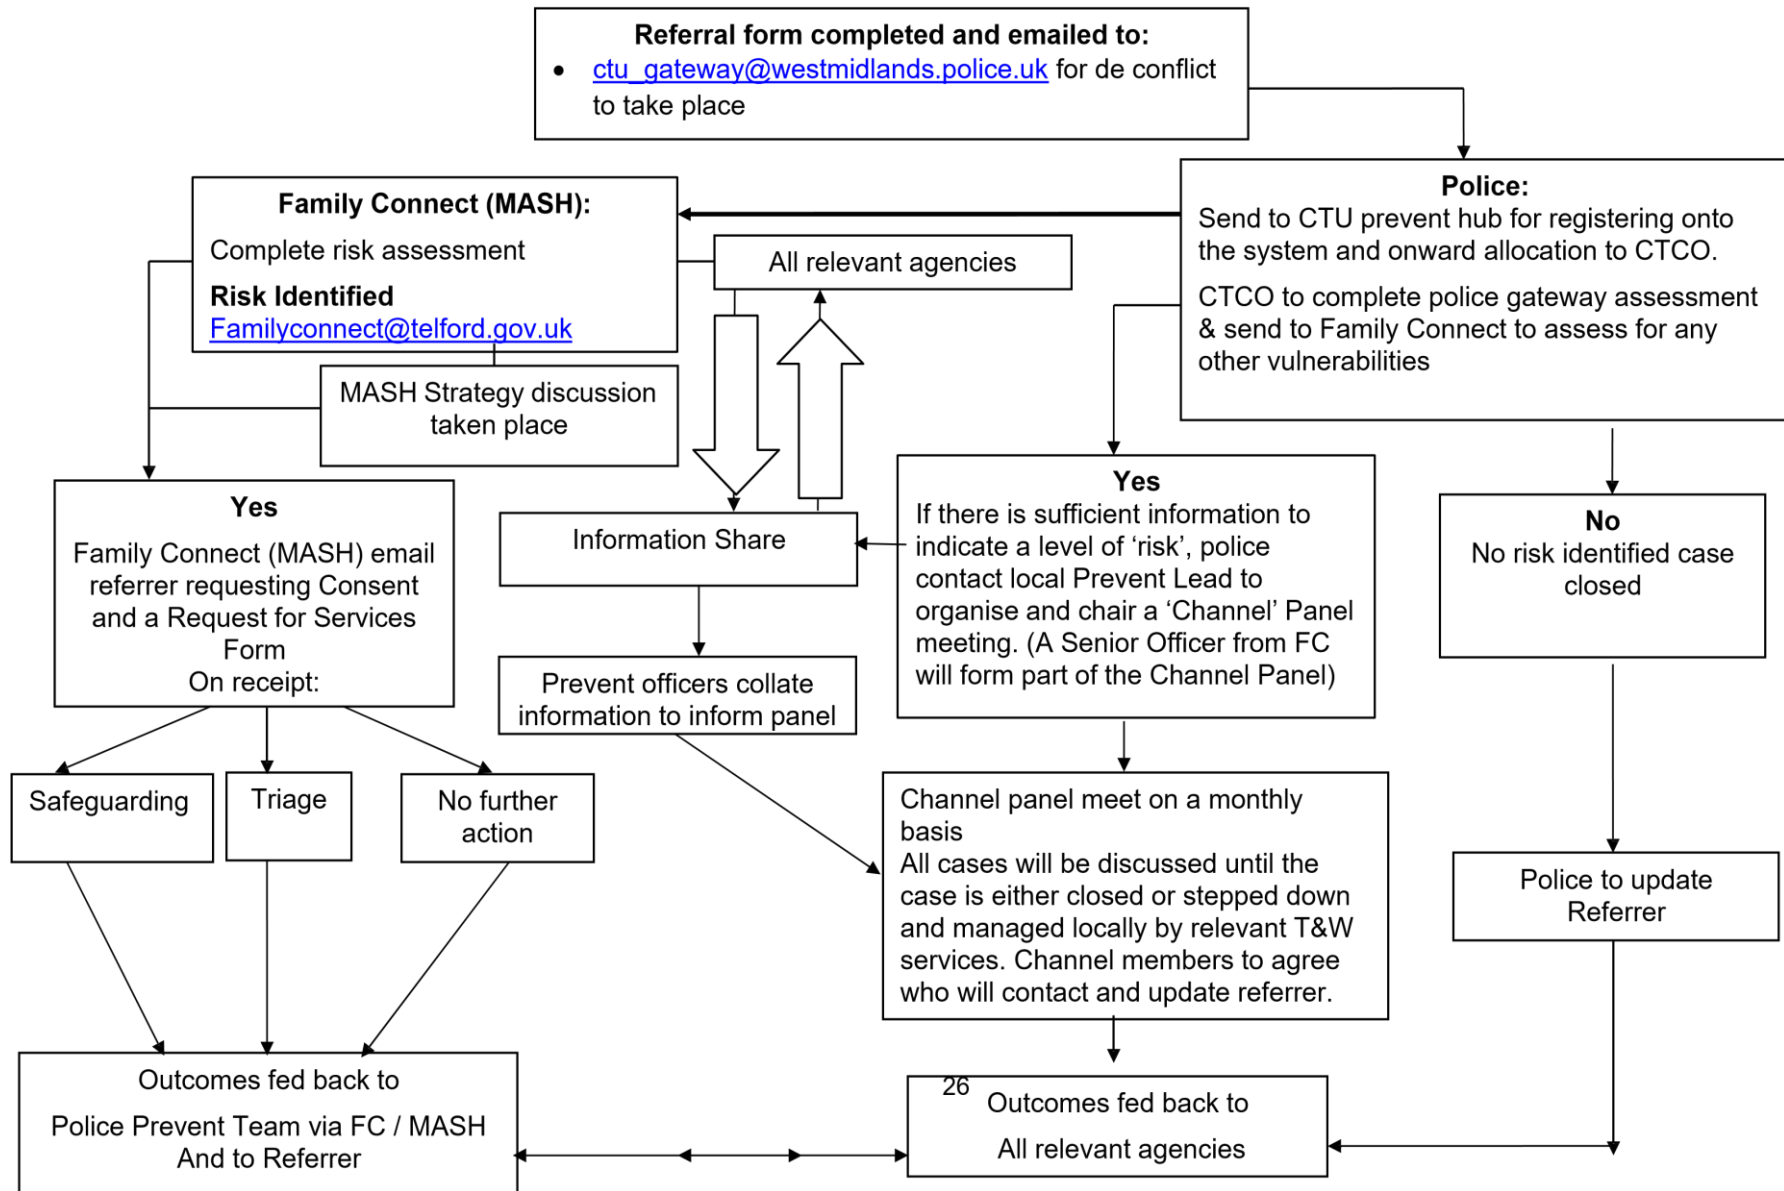 Referral form completed and emailed to:
• ctu_gateway@westmidlands.police.uk for de conflict
to take place
Family Connect (MASH):
Complete risk assessment
Risk Identified
Familyconnect@telford.gov.uk
All relevant agencies
Police:
Send to CTU prevent hub for registering onto
the system and onward allocation to CTCO.
CTCO to complete police gateway assessment
& send to Family Connect to assess for any
other vulnerabilities
MASH Strategy discussion
taken place
Yes
Family Connect (MASH) email
referrer requesting Consent
and a Request for Services
Form
On receipt:
Information Share
Yes
If there is sufficient information to
indicate a level of ‘risk’, police
contact local Prevent Lead to
organise and chair a ‘Channel’ Panel
meeting. (A Senior Officer from FC
will form part of the Channel Panel)
No
No risk identified case
closed
Prevent officers collate
information to inform panel
Safeguarding
Triage
No further
action
Channel panel meet on a monthly
basis
All cases will be discussed until the
case is either closed or stepped down
and managed locally by relevant T&W
services. Channel members to agree
who will contact and update referrer.
Police to update
Referrer
Outcomes fed back to
Police Prevent Team via FC / MASH
And to Referrer
26
Outcomes fed back to
All relevant agencies